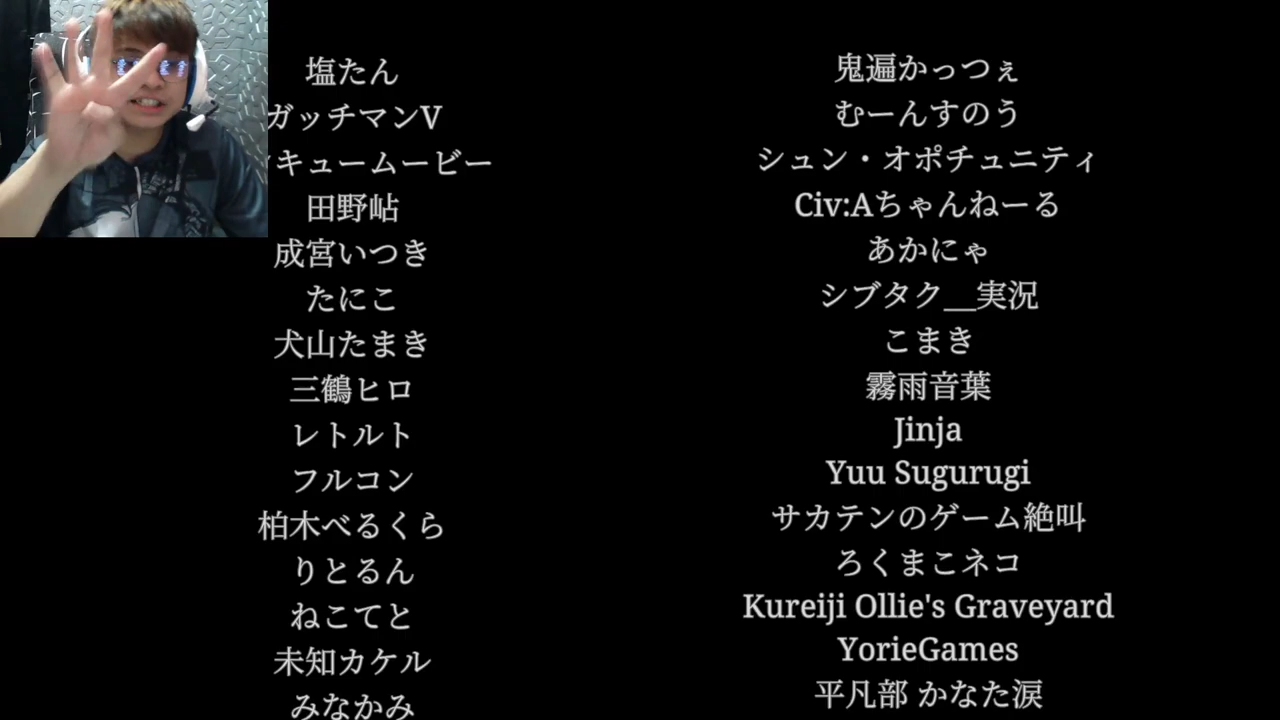 塩たん
ガッチマンV
キュームービー
田野岾
成宮いつき
たにこ
犬山たまき
三鶴ヒロ
レトルト
フルコン
柏木べるくら
りとるん
ねこてと
未知カケル
みなかみ
鬼遍かっつぇ
むーんすのう
シュン・オポチュニティ
Civ:Aちゃんねーる
あかにゃ
シブタク__実況
こまき
霧雨音葉
Jinja
Yuu Sugurugi
サカテンのゲーム絶叫
ろくまこネコ
Kureiji Ollie's Graveyard
YorieGames
平凡部 かなた涙